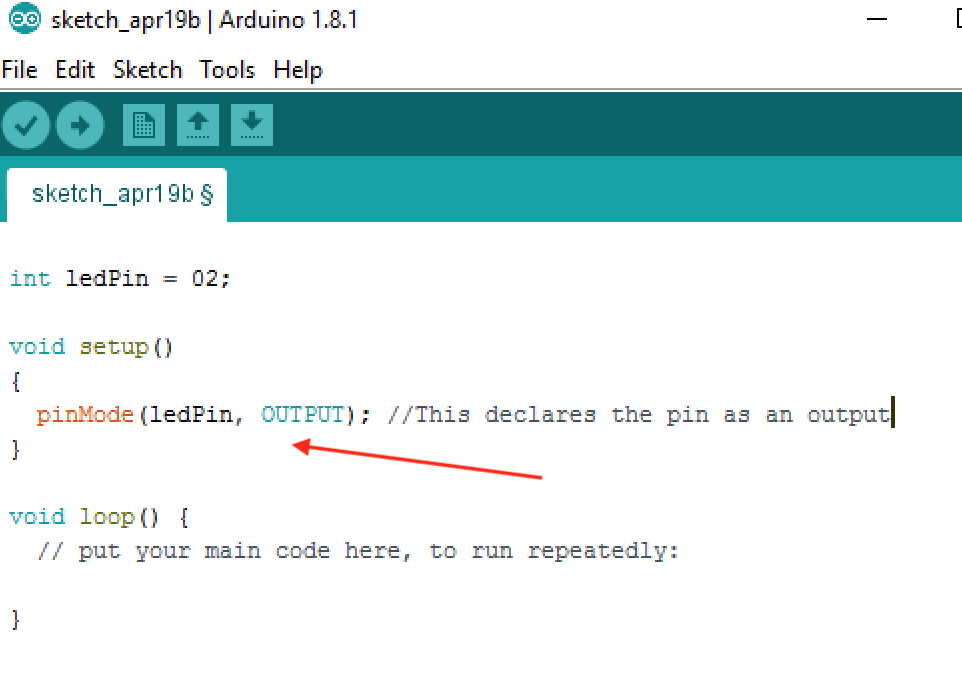 sketch_apr19b | Arduino 1.8.1
File Edit Sketch Tools Help
sketch_apr19b §
int ledPin = 02;
void setup()
{
pinMode(ledPin, OUTPUT); //This declares the pin as an output
}
void loop() {
// put your main code here, to run repeatedly:
}